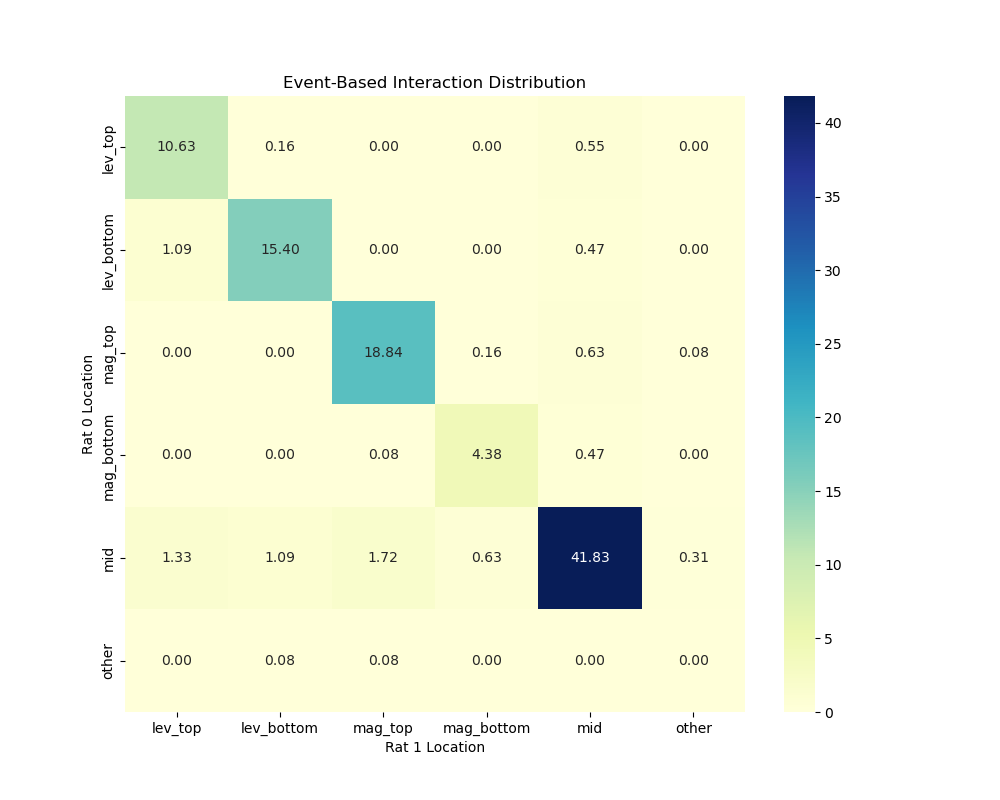 Event-Based Interaction Distribution
Rat 0 Location
lev_top 10.63 0.16 0.00 0.00 0.55 0.00
lev_bottom 1.09 15.40 0.00 0.00 0.47 0.00
mag_top 0.00 0.00 18.84 0.16 0.63 0.08
mag_bottom 0.00 0.00 0.08 4.38 0.47 0.00
mid 1.33 1.09 1.72 0.63 41.83 0.31
other 0.00 0.08 0.08 0.00 0.00 0.00
lev_top lev_bottom mag_top mag_bottom mid other
Rat 1 Location
40
35
30
25
20
15
10
5
0